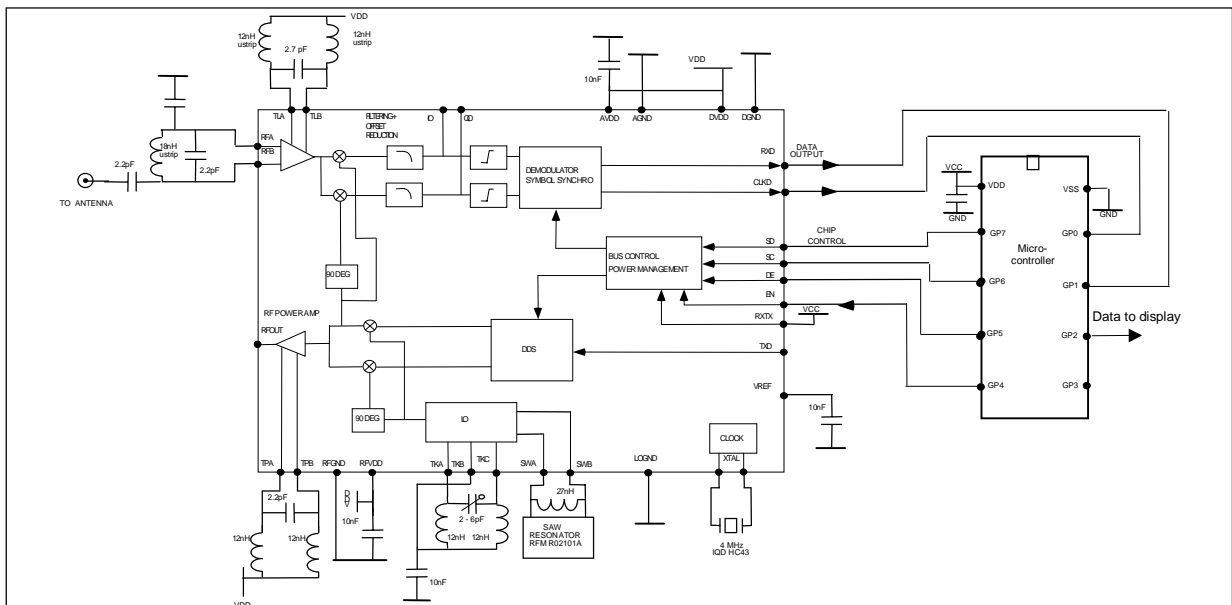 VDD
12nH
ustrip
2.7 pF
12nH
ustrip
10nF
VDD
TLA
TLB
FILTERING+
OFFSET
REDUCTION
AVDD
AGND
DVDD
DGND
RFA
RFB
18nH
ustrip
2.2pF
2.2pF
TO ANTENNA
DEMODULATOR
SYMBOL SYNCHRO
RXD
DATA
OUTPUT
CLKD
VCC
VDD
GND
VSS
GND
GP7
GP0
Micro-
controller
GP6
GP1
GP5
GP2
Data to display
GP4
GP3
CHIP
CONTROL
SD
SC
DE
EN
RXTX
VCC
BUS CONTROL
POWER MANAGEMENT
90 DEG
RF POWER AMP
RFOUT
DDS
TXD
VREF
10nF
90 DEG
LO
CLOCK
XTAL
TPA
TPB
RFGND
RFVDD
TKA
TKB
TKC
SWA
SWB
LOGND
2.2pF
12nH
12nH
VDD
VDD
10nF
2 - 6pF
12nH
12nH
10nF
27nH
SAW
RESONATOR
RFM R02101A
4 MHz
IQD HC43